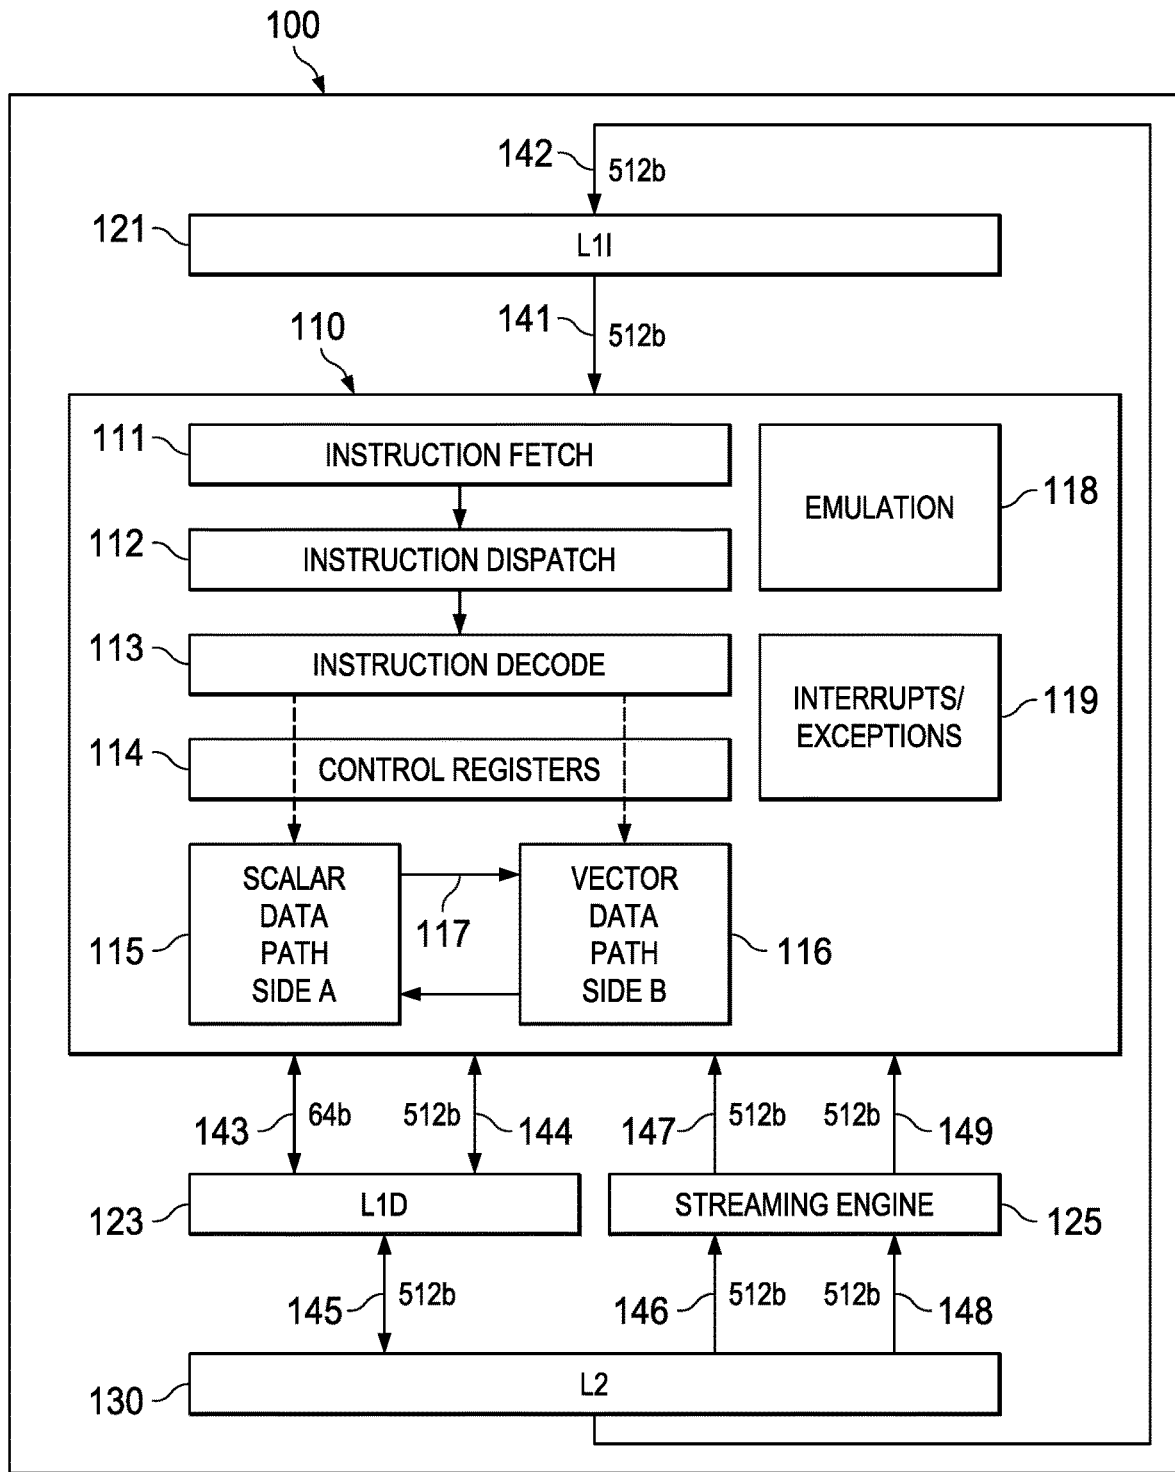 100
142
512b
121
L1I
110
141
512b
111
INSTRUCTION FETCH
EMULATION
118
112
INSTRUCTION DISPATCH
113
INSTRUCTION DECODE
INTERRUPTS/
EXCEPTIONS
119
114
CONTROL REGISTERS
SCALAR
DATA
PATH
SIDE A
115
117
VECTOR
DATA
PATH
SIDE B
116
143
64b
512b
144
147
512b
512b
149
123
L1D
STREAMING ENGINE
125
145
512b
146
512b
512b
148
130
L2